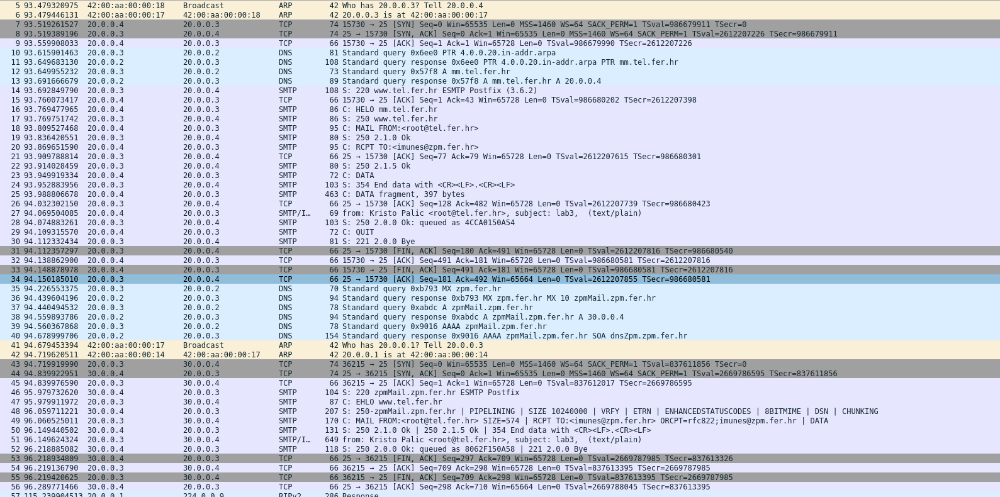 5 93.479320975 42:00:aa:00:00:18 Broadcast ARP 42 Who has 20.0.0.3? Tell 20.0.0.4
6 93.479446131 42:00:aa:00:00:17 42:00:aa:00:00:18 ARP 42 20.0.0.3 is at 42:00:aa:00:00:17
7 93.519261527 20.0.0.4 20.0.0.3 TCP 74 15730 → 25 [SYN] Seq=0 Win=65535 Len=0 MSS=1460 WS=64 SACK_PERM=1 TSval=986679911 TSecr=0
8 93.519389196 20.0.0.3 20.0.0.4 TCP 74 25 → 15730 [SYN, ACK] Seq=0 Ack=1 Win=65535 Len=0 MSS=1460 WS=64 SACK_PERM=1 TSval=2612207226 TSecr=986679911
9 93.559908033 20.0.0.4 20.0.0.3 TCP 66 15730 → 25 [ACK] Seq=1 Ack=1 Win=65728 Len=0 TSval=986679990 TSecr=2612207226
10 93.615901463 20.0.0.3 20.0.0.2 DNS 81 Standard query 0x6ee0 PTR 4.0.0.20.in-addr.arpa
11 93.649683130 20.0.0.2 20.0.0.3 DNS 108 Standard query response 0x6ee0 PTR 4.0.0.20.in-addr.arpa PTR mm.tel.fer.hr
12 93.649955232 20.0.0.3 20.0.0.2 DNS 73 Standard query 0x57f8 A mm.tel.fer.hr
13 93.691666679 20.0.0.2 20.0.0.3 DNS 89 Standard query response 0x57f8 A mm.tel.fer.hr A 20.0.0.4
14 93.692849790 20.0.0.3 20.0.0.4 SMTP 108 S: 220 www.tel.fer.hr ESMTP Postfix (3.6.2)
15 93.760073417 20.0.0.4 20.0.0.3 TCP 66 15730 → 25 [ACK] Seq=1 Ack=43 Win=65728 Len=0 TSval=986680202 TSecr=2612207398
16 93.769477965 20.0.0.4 20.0.0.3 SMTP 86 C: HELO mm.tel.fer.hr
17 93.769751742 20.0.0.3 20.0.0.4 SMTP 86 S: 250 www.tel.fer.hr
18 93.809527468 20.0.0.4 20.0.0.3 SMTP 95 C: MAIL FROM:<root@tel.fer.hr>
19 93.836420551 20.0.0.3 20.0.0.4 SMTP 80 S: 250 2.1.0 Ok
20 93.869651590 20.0.0.4 20.0.0.3 SMTP 95 C: RCPT TO:<imunes@zpm.fer.hr>
21 93.909788814 20.0.0.3 20.0.0.4 TCP 66 25 → 15730 [ACK] Seq=77 Ack=79 Win=65728 Len=0 TSval=2612207615 TSecr=986680301
22 93.914028459 20.0.0.3 20.0.0.4 SMTP 80 S: 250 2.1.5 Ok
23 93.949919334 20.0.0.4 20.0.0.3 SMTP 72 C: DATA
24 93.952883956 20.0.0.3 20.0.0.4 SMTP 103 S: 354 End data with <CR><LF>.<CR><LF>
25 93.988806678 20.0.0.4 20.0.0.3 SMTP 463 C: DATA fragment, 397 bytes
26 94.032302150 20.0.0.3 20.0.0.4 TCP 66 25 → 15730 [ACK] Seq=128 Ack=482 Win=65728 Len=0 TSval=2612207739 TSecr=986680423
27 94.069504085 20.0.0.4 20.0.0.3 SMTP/I… 69 from: Kristo Palic <root@tel.fer.hr>, subject: lab3, (text/plain)
28 94.074883261 20.0.0.3 20.0.0.4 SMTP 103 S: 250 2.0.0 Ok: queued as 4CCA0150A54
29 94.109315570 20.0.0.4 20.0.0.3 SMTP 72 C: QUIT
30 94.112332434 20.0.0.3 20.0.0.4 SMTP 81 S: 221 2.0.0 Bye
31 94.112357297 20.0.0.3 20.0.0.4 TCP 66 25 → 15730 [FIN, ACK] Seq=180 Ack=491 Win=65728 Len=0 TSval=2612207816 TSecr=986680540
32 94.138862900 20.0.0.4 20.0.0.3 TCP 66 15730 → 25 [ACK] Seq=491 Ack=181 Win=65728 Len=0 TSval=986680581 TSecr=2612207816
33 94.148878978 20.0.0.4 20.0.0.3 TCP 66 15730 → 25 [FIN, ACK] Seq=491 Ack=181 Win=65728 Len=0 TSval=986680581 TSecr=2612207816
34 94.150185010 20.0.0.3 20.0.0.4 TCP 66 25 → 15730 [ACK] Seq=181 Ack=492 Win=65664 Len=0 TSval=2612207855 TSecr=986680581
35 94.226553375 20.0.0.3 20.0.0.2 DNS 70 Standard query 0xb793 MX zpm.fer.hr
36 94.439604196 20.0.0.2 20.0.0.3 DNS 94 Standard query response 0xb793 MX zpm.fer.hr MX 10 zpmMail.zpm.fer.hr
37 94.440494532 20.0.0.3 20.0.0.2 DNS 78 Standard query 0xabdc A zpmMail.zpm.fer.hr
38 94.559893786 20.0.0.2 20.0.0.3 DNS 94 Standard query response 0xabdc A zpmMail.zpm.fer.hr A 30.0.0.4
39 94.560367868 20.0.0.3 20.0.0.2 DNS 78 Standard query 0x9016 AAAA zpmMail.zpm.fer.hr
40 94.678999706 20.0.0.2 20.0.0.3 DNS 154 Standard query response 0x9016 AAAA zpmMail.zpm.fer.hr SOA dnsZpm.zpm.fer.hr
41 94.679453394 42:00:aa:00:00:17 Broadcast ARP 42 Who has 20.0.0.1? Tell 20.0.0.3
42 94.719620511 42:00:aa:00:00:14 42:00:aa:00:00:17 ARP 42 20.0.0.1 is at 42:00:aa:00:00:14
43 94.719919990 20.0.0.3 30.0.0.4 TCP 74 36215 → 25 [SYN] Seq=0 Win=65535 Len=0 MSS=1460 WS=64 SACK_PERM=1 TSval=837611856 TSecr=0
44 94.839922951 30.0.0.4 20.0.0.3 TCP 74 25 → 36215 [SYN, ACK] Seq=0 Ack=1 Win=65535 Len=0 MSS=1460 WS=64 SACK_PERM=1 TSval=2669786595 TSecr=837611856
45 94.839976590 20.0.0.3 30.0.0.4 TCP 66 36215 → 25 [ACK] Seq=1 Ack=1 Win=65728 Len=0 TSval=837612017 TSecr=2669786595
46 95.979732620 30.0.0.4 20.0.0.3 SMTP 104 S: 220 zpmMail.zpm.fer.hr ESMTP Postfix
47 95.979911972 20.0.0.3 30.0.0.4 SMTP 87 C: EHLO www.tel.fer.hr
48 96.059711221 30.0.0.4 20.0.0.3 SMTP 207 S: 250-zpmMail.zpm.fer.hr | PIPELINING | SIZE 10240000 | VRFY | ETRN | ENHANCEDSTATUSCODES | 8BITMIME | DSN | CHUNKING
49 96.060525011 20.0.0.3 30.0.0.4 SMTP 170 C: MAIL FROM:<root@tel.fer.hr> SIZE=574 | RCPT TO:<imunes@zpm.fer.hr> ORCPT=rfc822;imunes@zpm.fer.hr | DATA
50 96.149440502 30.0.0.4 20.0.0.3 SMTP 131 S: 250 2.1.0 Ok | 250 2.1.5 Ok | 354 End data with <CR><LF>.<CR><LF>
51 96.149624324 20.0.0.3 30.0.0.4 SMTP/I… 649 from: Kristo Palic <root@tel.fer.hr>, subject: lab3, (text/plain)
52 96.218885082 30.0.0.4 20.0.0.3 SMTP 118 S: 250 2.0.0 Ok: queued as 8062F150A58 | 221 2.0.0 Bye
53 96.218934809 30.0.0.4 20.0.0.3 TCP 66 25 → 36215 [FIN, ACK] Seq=297 Ack=709 Win=65728 Len=0 TSval=2669787985 TSecr=837613326
54 96.219136790 20.0.0.3 30.0.0.4 TCP 66 36215 → 25 [ACK] Seq=709 Ack=298 Win=65728 Len=0 TSval=837613395 TSecr=2669787985
55 96.219420625 20.0.0.3 30.0.0.4 TCP 66 36215 → 25 [FIN, ACK] Seq=709 Ack=298 Win=65728 Len=0 TSval=837613395 TSecr=2669787985
56 96.289771466 30.0.0.4 20.0.0.3 TCP 66 25 → 36215 [ACK] Seq=298 Ack=710 Win=65664 Len=0 TSval=2669788045 TSecr=837613395
57 115.239904513 20.0.0.1 224.0.0.9 RIPv2 286 Response